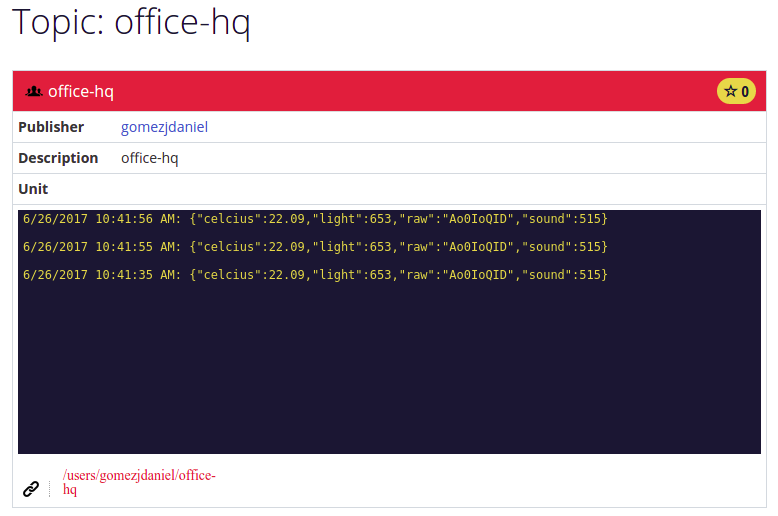 Topic: office-hq
office-hq
0
Publisher gomezjdaniel
Description office-hq
Unit
6/26/2017 10:41:56 AM: {"celcius":22.09,"light":653,"raw":"Ao0IoQID","sound":515}
6/26/2017 10:41:55 AM: {"celcius":22.09,"light":653,"raw":"Ao0IoQID","sound":515}
6/26/2017 10:41:35 AM: {"celcius":22.09,"light":653,"raw":"Ao0IoQID","sound":515}
/users/gomezjdaniel/office-
hq